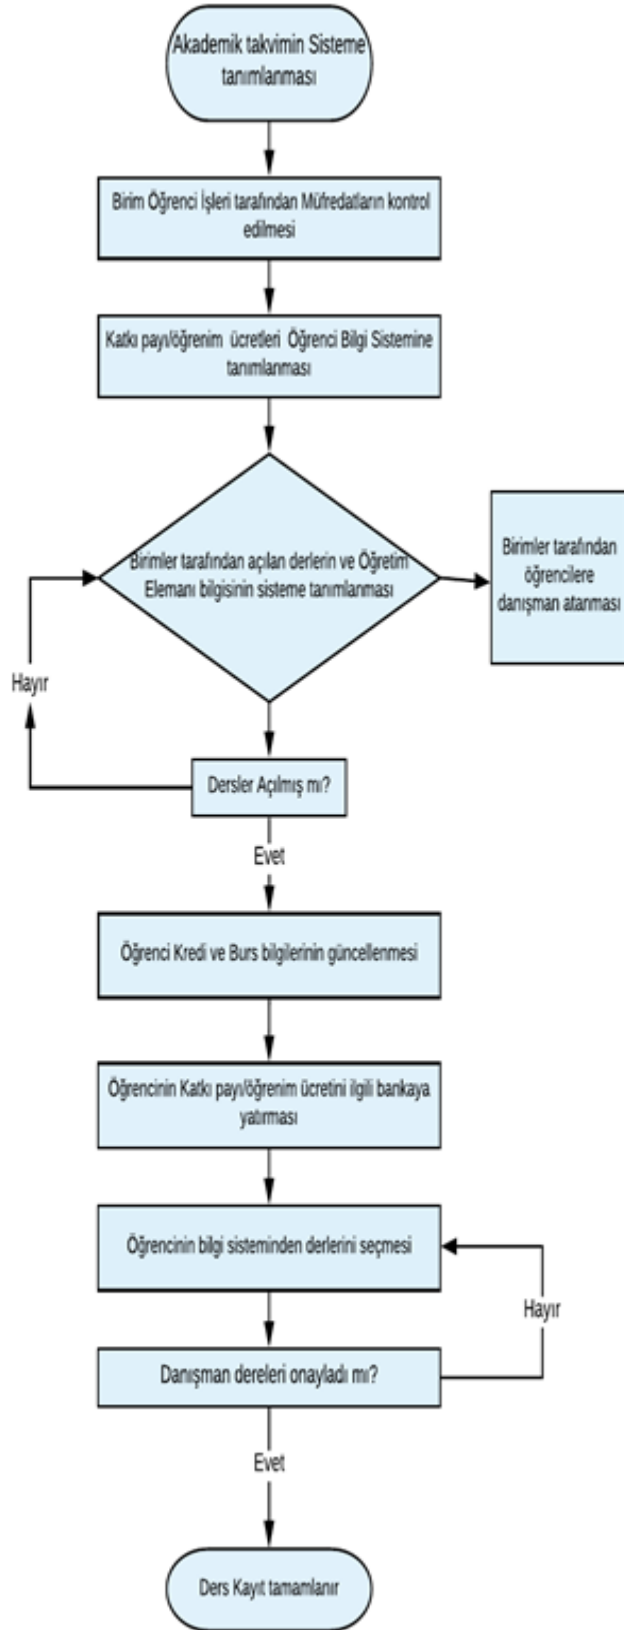 Akademik takvimin Sisteme
tanımlanması
Birim Öğrenci İşleri tarafından Müfredatların kontrol
edilmesi
Katkı payı/öğrenim ücretleri Öğrenci Bilgi Sistemine
tanımlanması
Birimler tarafından açılan derlerin ve Öğretim
Elemanı bilgisinin sisteme tanımlanması
Birimler tarafından
öğrencilere
danışman atanması
Hayır
Dersler Açılmış mı?
Evet
Öğrenci Kredi ve Burs bilgilerinin güncellenmesi
Öğrencinin Katkı payı/öğrenim ücretini ilgili bankaya
yatırması
Öğrencinin bilgi sisteminden derlerini seçmesi
Hayır
Danışman dereleri onayladı mı?
Evet
Ders Kayıt tamamlanır